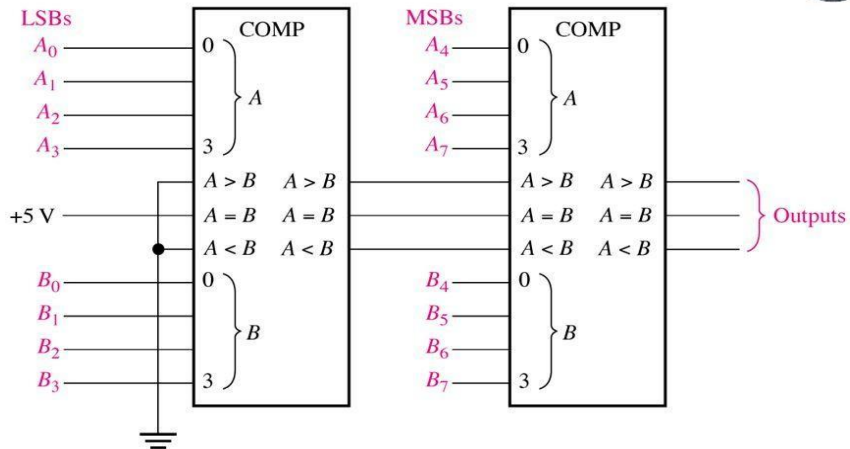 LSBs MSBs
COMP COMP
A0 0 A4 0
A1 A5
A A
A2 A6
A3 3 A7 3
A > B A > B A > B A > B
+5 V A = B A = B A = B A = B Outputs
A < B A < B A < B A < B
B0 0 B4 0
B1 B5
B B
B2 B6
B3 3 B7 3